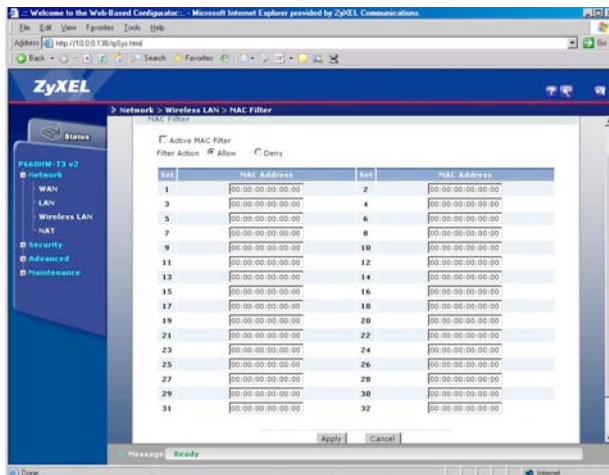 :: Welcome to the Web-Based Configurator::. - Microsoft Internet Explorer provided by ZyXEL Communications
File Edit View Favorites Tools Help
Address http://10.0.0.138/rpSys.html Go
Back Search Favorites
ZyXEL
Network > Wireless LAN > MAC Filter
MAC Filter
Status
Active MAC Filter
Filter Action Allow Deny
P660HW-T3 v2
Network
WAN
LAN
Wireless LAN
NAT
Security
Advanced
Maintenance
Set MAC Address Set MAC Address
1 00:00:00:00:00:00 2 00:00:00:00:00:00
3 00:00:00:00:00:00 4 00:00:00:00:00:00
5 00:00:00:00:00:00 6 00:00:00:00:00:00
7 00:00:00:00:00:00 8 00:00:00:00:00:00
9 00:00:00:00:00:00 10 00:00:00:00:00:00
11 00:00:00:00:00:00 12 00:00:00:00:00:00
13 00:00:00:00:00:00 14 00:00:00:00:00:00
15 00:00:00:00:00:00 16 00:00:00:00:00:00
17 00:00:00:00:00:00 18 00:00:00:00:00:00
19 00:00:00:00:00:00 20 00:00:00:00:00:00
21 00:00:00:00:00:00 22 00:00:00:00:00:00
23 00:00:00:00:00:00 24 00:00:00:00:00:00
25 00:00:00:00:00:00 26 00:00:00:00:00:00
27 00:00:00:00:00:00 28 00:00:00:00:00:00
29 00:00:00:00:00:00 30 00:00:00:00:00:00
31 00:00:00:00:00:00 32 00:00:00:00:00:00
Apply Cancel
Message Ready
Done Internet